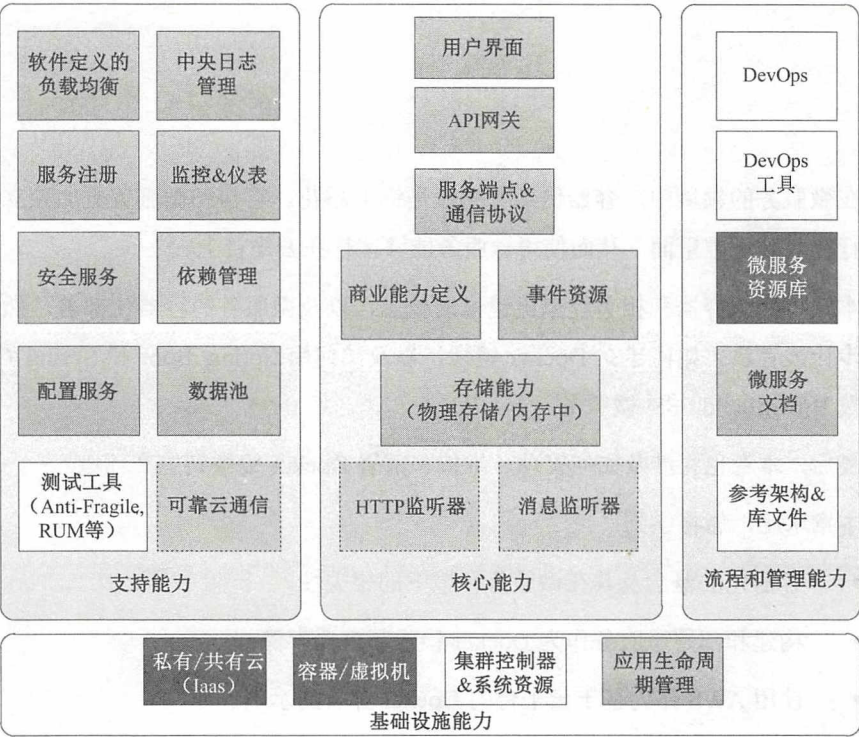 软件定义的
负载均衡
中央日志
管理
服务注册
监控&仪表
安全服务
依赖管理
配置服务
数据池
测试工具
（Anti-Fragile,
RUM等）
可靠云通信
支持能力
用户界面
API网关
服务端点&
通信协议
商业能力定义
事件资源
存储能力
（物理存储/内存中）
HTTP监听器
消息监听器
核心能力
DevOps
DevOps
工具
微服务
资源库
微服务
文档
参考架构&
库文件
流程和管理能力
私有/共有云
（Iaas）
容器/虚拟机
集群控制器
&系统资源
应用生命周
期管理
基础设施能力